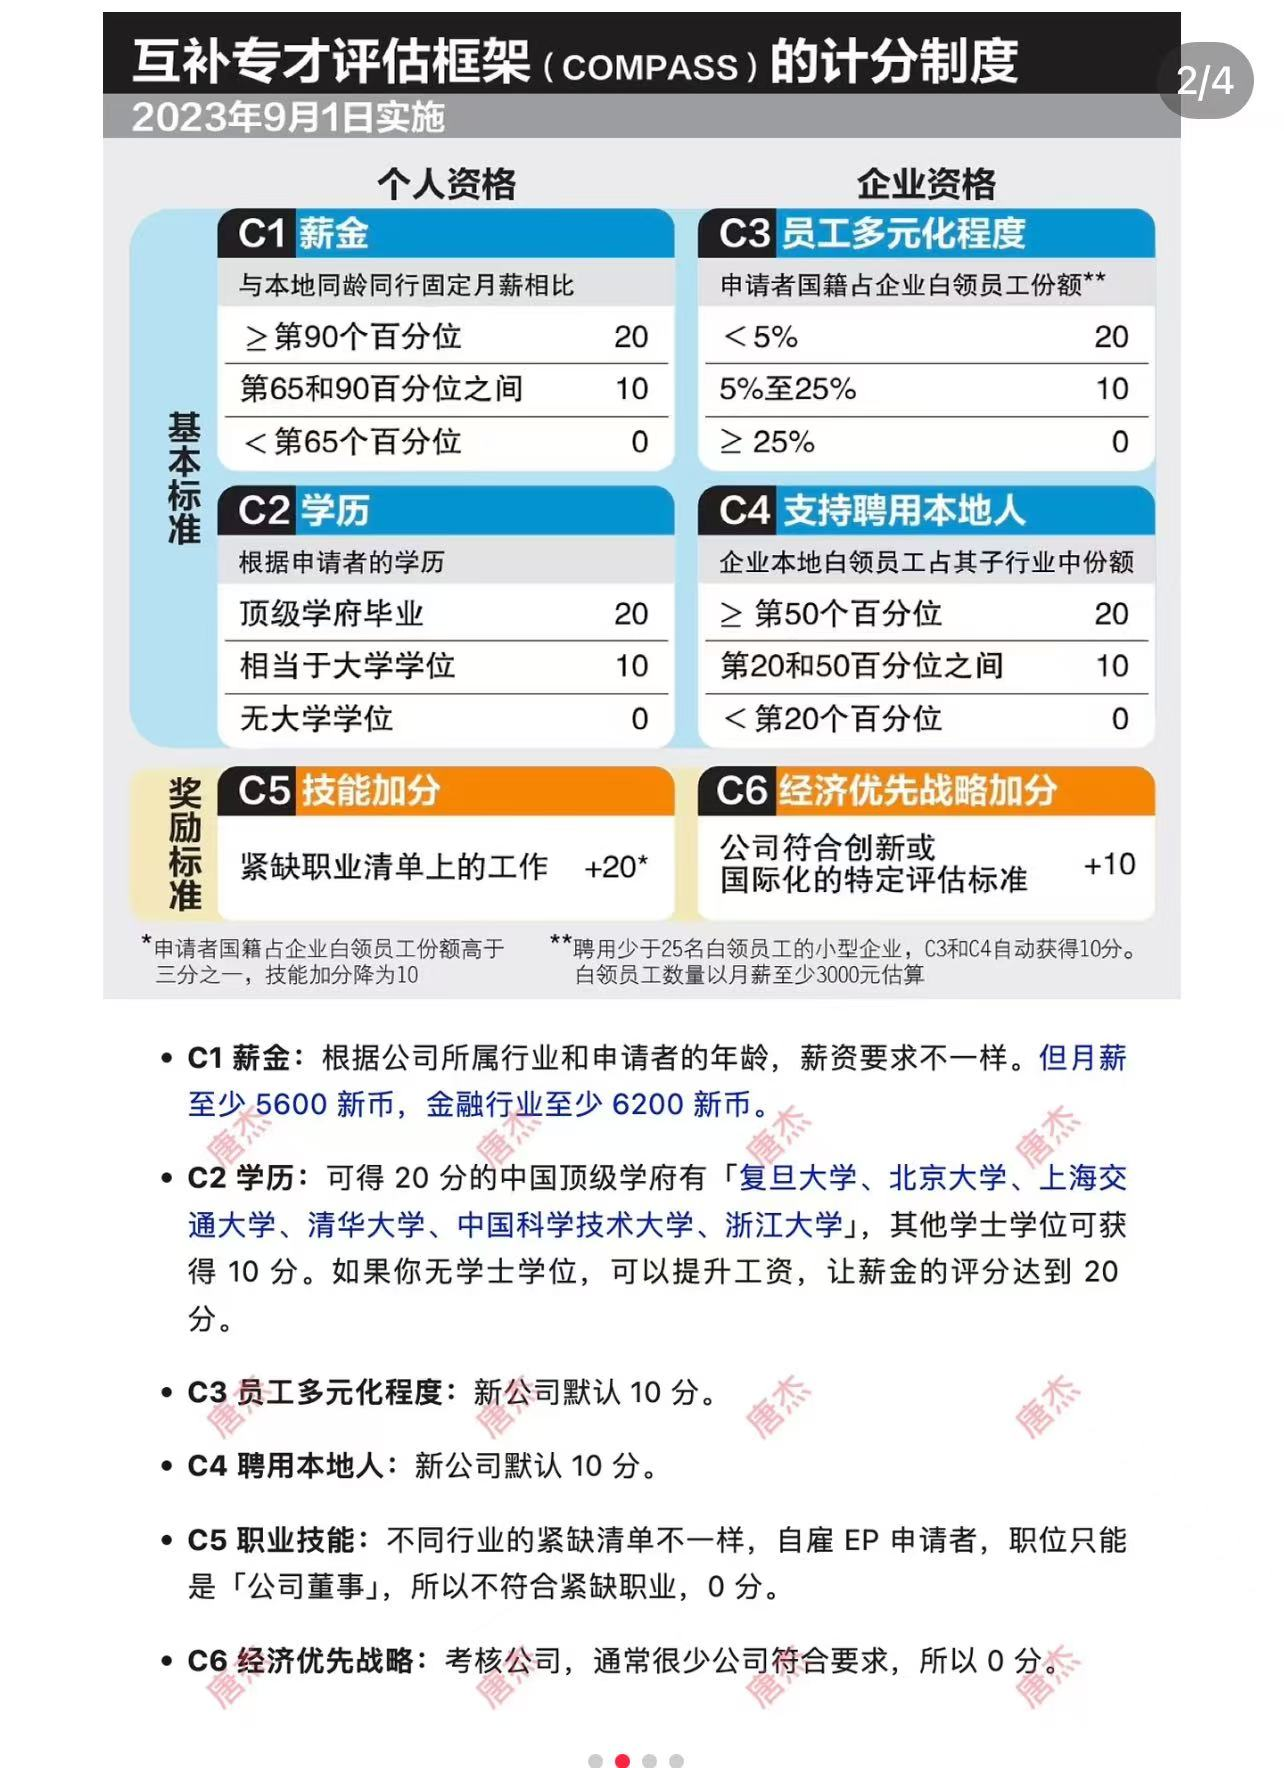 互补专才评估框架（COMPASS）的计分制度
2/4
2023年9月1日实施
个人资格
企业资格
基本标准
C1 薪金
与本地同龄同行固定月薪相比
≥第90个百分位 20
第65和90百分位之间 10
＜第65个百分位 0
C3 员工多元化程度
申请者国籍占企业白领员工份额**
＜5% 20
5%至25% 10
≥ 25% 0
C2 学历
根据申请者的学历
顶级学府毕业 20
相当于大学学位 10
无大学学位 0
C4 支持聘用本地人
企业本地白领员工占其子行业中份额
≥ 第50个百分位 20
第20和50百分位之间 10
＜第20个百分位 0
奖励标准
C5 技能加分
紧缺职业清单上的工作 +20*
C6 经济优先战略加分
公司符合创新或
国际化的特定评估标准 +10
*申请者国籍占企业白领员工份额高于
三分之一，技能加分降为10
**聘用少于25名白领员工的小型企业，C3和C4自动获得10分。
白领员工数量以月薪至少3000元估算
• C1 薪金：根据公司所属行业和申请者的年龄，薪资要求不一样。但月薪
至少 5600 新币，金融行业至少 6200 新币。
唐杰 唐杰 唐杰 唐杰
• C2 学历：可得 20 分的中国顶级学府有「复旦大学、北京大学、上海交
通大学、清华大学、中国科学技术大学、浙江大学」，其他学士学位可获
得 10 分。如果你无学士学位，可以提升工资，让薪金的评分达到 20
分。
• C3 员工多元化程度：新公司默认 10 分。
唐杰 唐杰 唐杰 唐杰
• C4 聘用本地人：新公司默认 10 分。
• C5 职业技能：不同行业的紧缺清单不一样，自雇 EP 申请者，职位只能
是「公司董事」，所以不符合紧缺职业，0 分。
• C6 经济优先战略：考核公司，通常很少公司符合要求，所以 0 分。
唐杰 唐杰 唐杰 唐杰